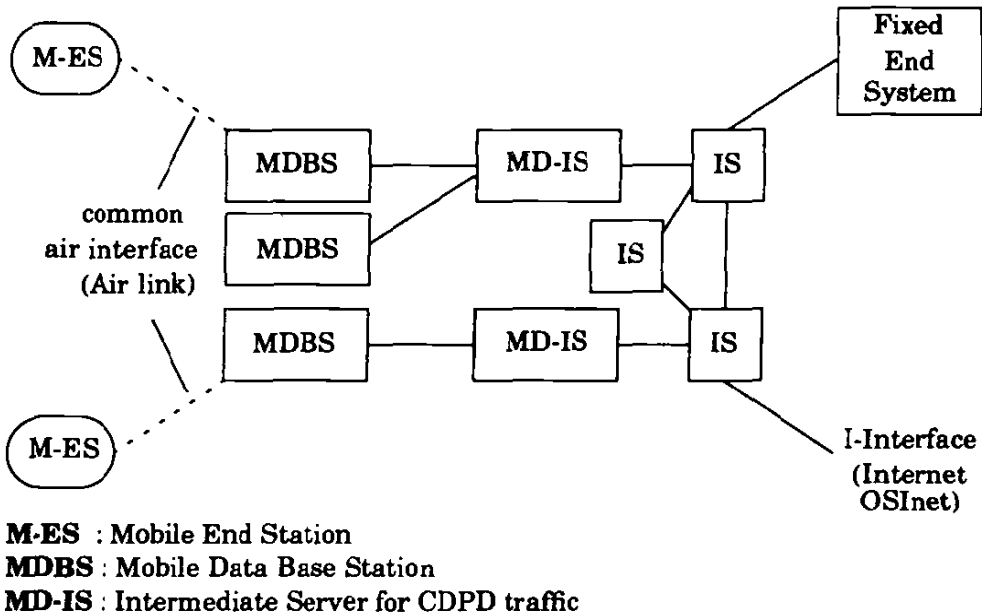 M-ES
Fixed
End
System
MDBS
MD-IS
IS
common
air interface
(Air link)
MDBS
IS
MDBS
MD-IS
IS
M-ES
I-Interface
(Internet
OSInet)
M-ES : Mobile End Station
MDBS : Mobile Data Base Station
MD-IS : Intermediate Server for CDPD traffic